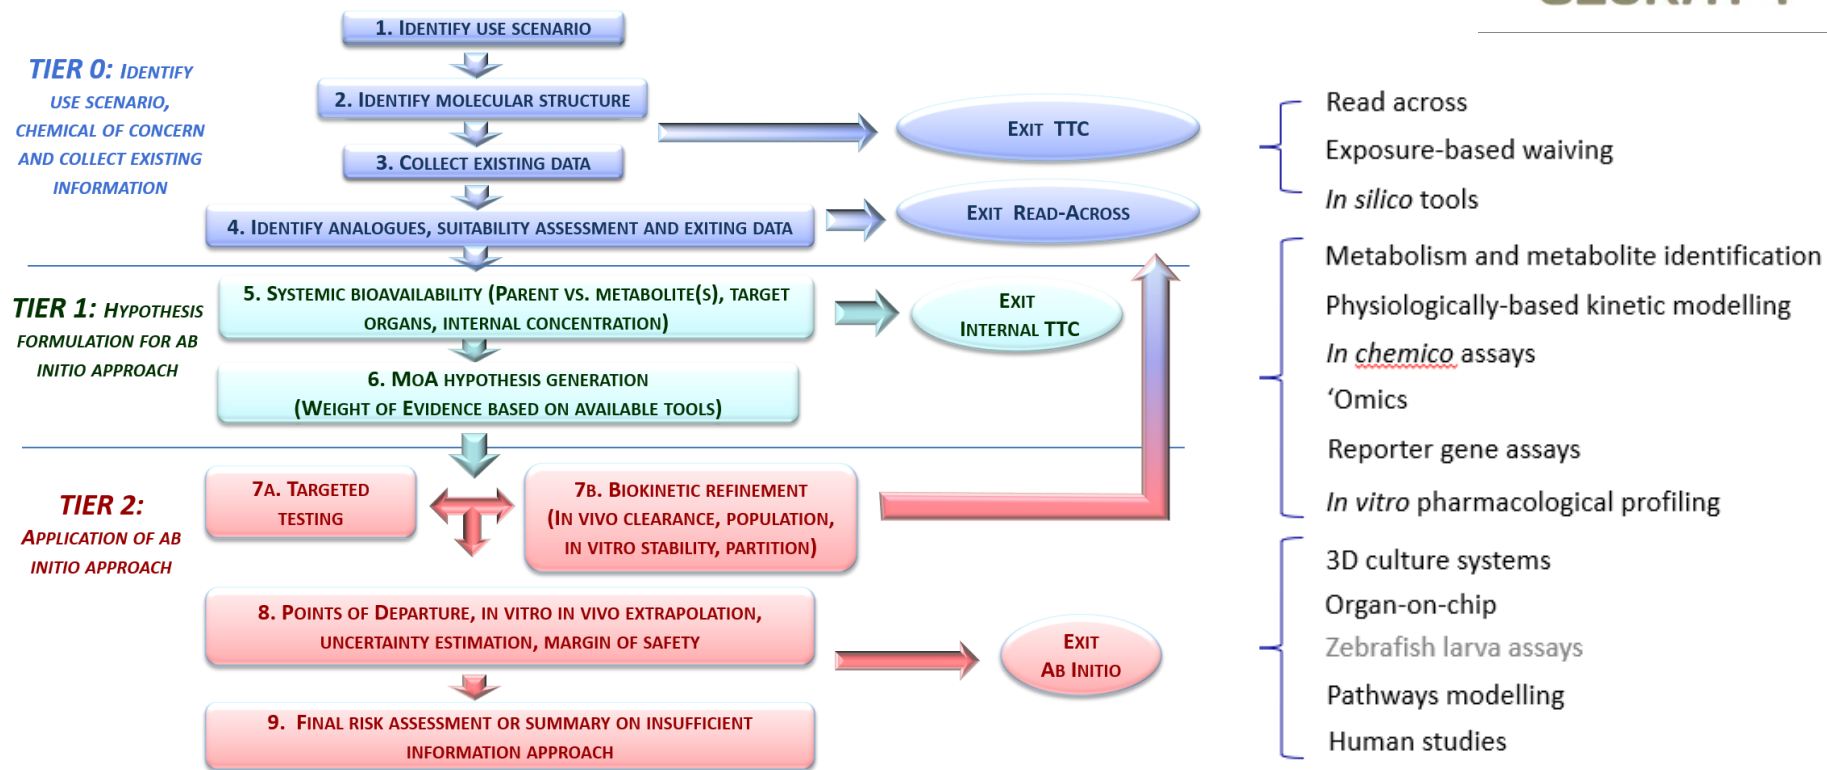 1. Identify use scenario
TIER 0: Identify
use scenario,
chemical of concern
and collect existing
information
2. Identify molecular structure
Exit TTC
3. Collect existing data
4. Identify analogues, suitability assessment and exiting data
Exit Read-Across
TIER 1: Hypothesis
formulation for ab
initio approach
5. Systemic bioavailability (Parent vs. metabolite(s), target
organs, internal concentration)
Exit
Internal TTC
6. MoA hypothesis generation
(Weight of Evidence based on available tools)
TIER 2:
Application of ab
initio approach
7a. Targeted
testing
7b. Biokinetic refinement
(In vivo clearance, population,
in vitro stability, partition)
8. Points of Departure, in vitro in vivo extrapolation,
uncertainty estimation, margin of safety
Exit
Ab Initio
9. Final risk assessment or summary on insufficient
information approach
Read across
Exposure-based waiving
In silico tools
Metabolism and metabolite identification
Physiologically-based kinetic modelling
In chemico assays
‘Omics
Reporter gene assays
In vitro pharmacological profiling
3D culture systems
Organ-on-chip
Zebrafish larva assays
Pathways modelling
Human studies